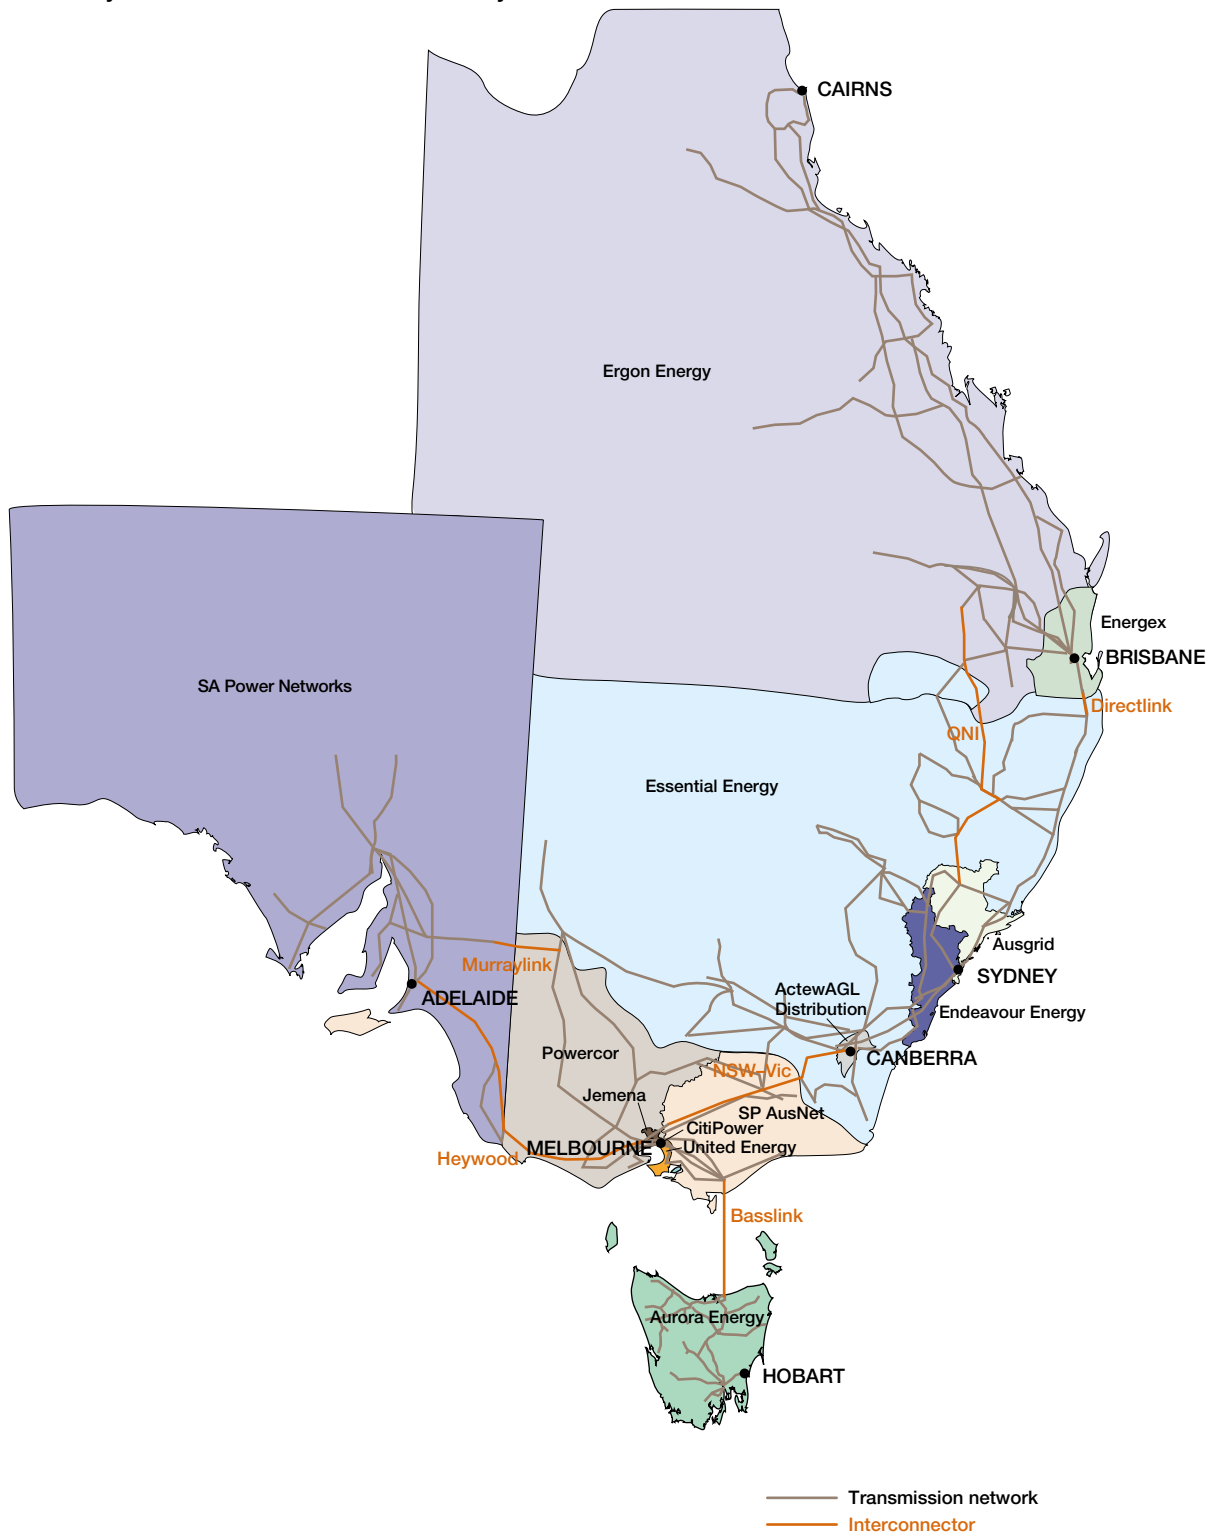 CAIRNS
Ergon Energy
Energex
BRISBANE
SA Power Networks
Directlink
QNI
Essential Energy
Ausgrid
Murraylink
SYDNEY
ActewAGL
Distribution
ADELAIDE
Endeavour Energy
Powercor
CANBERRA
NSW–Vic
Jemena
SP AusNet
CitiPower
MELBOURNE
United Energy
Heywood
Basslink
Aurora Energy
HOBART
Transmission network
Interconnector